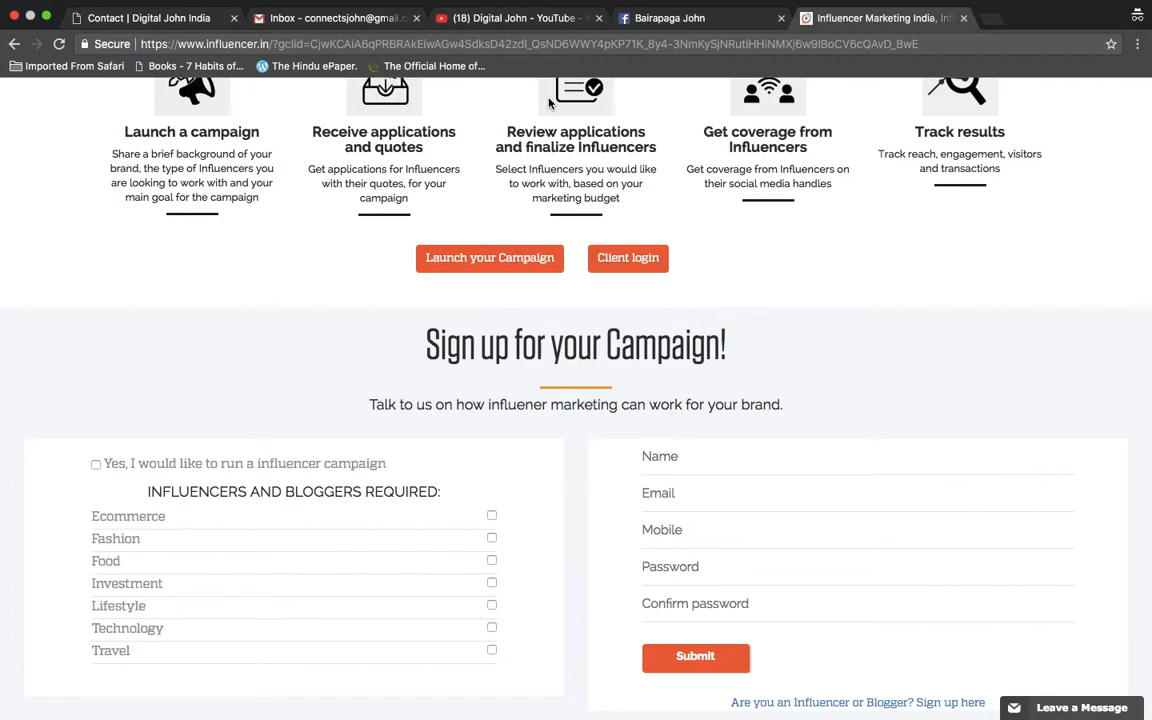 Contact | Digital John India
Inbox - connectsjohn@gmail.c
(18) Digital John - YouTube -
Bairapaga John
Influencer Marketing India, Inf
Secure
Imported From Safari
Books - 7 Habits of...
The Hindu ePaper.
The Official Home of...
Launch a campaign
Share a brief background of your
brand, the type of Influencers you
are looking to work with and your
main goal for the campaign
Receive applications
and quotes
Get applications for Influencers
with their quotes, for your
campaign
Review applications
and finalize Influencers
Select Influencers you would like
to work with, based on your
marketing budget
Get coverage from
Influencers
Get coverage from Influencers on
their social media handles
Track results
Track reach, engagement, visitors
and transactions
Launch your Campaign
Client login
Sign up for your Campaign!
Talk to us on how influener marketing can work for your brand.
Yes, I would like to run a influencer campaign
INFLUENCERS AND BLOGGERS REQUIRED:
Ecommerce
Fashion
Food
Investment
Lifestyle
Technology
Travel
Name
Email
Mobile
Password
Confirm password
Submit
Are you an Influencer or Blogger? Sign up here
Leave a Message